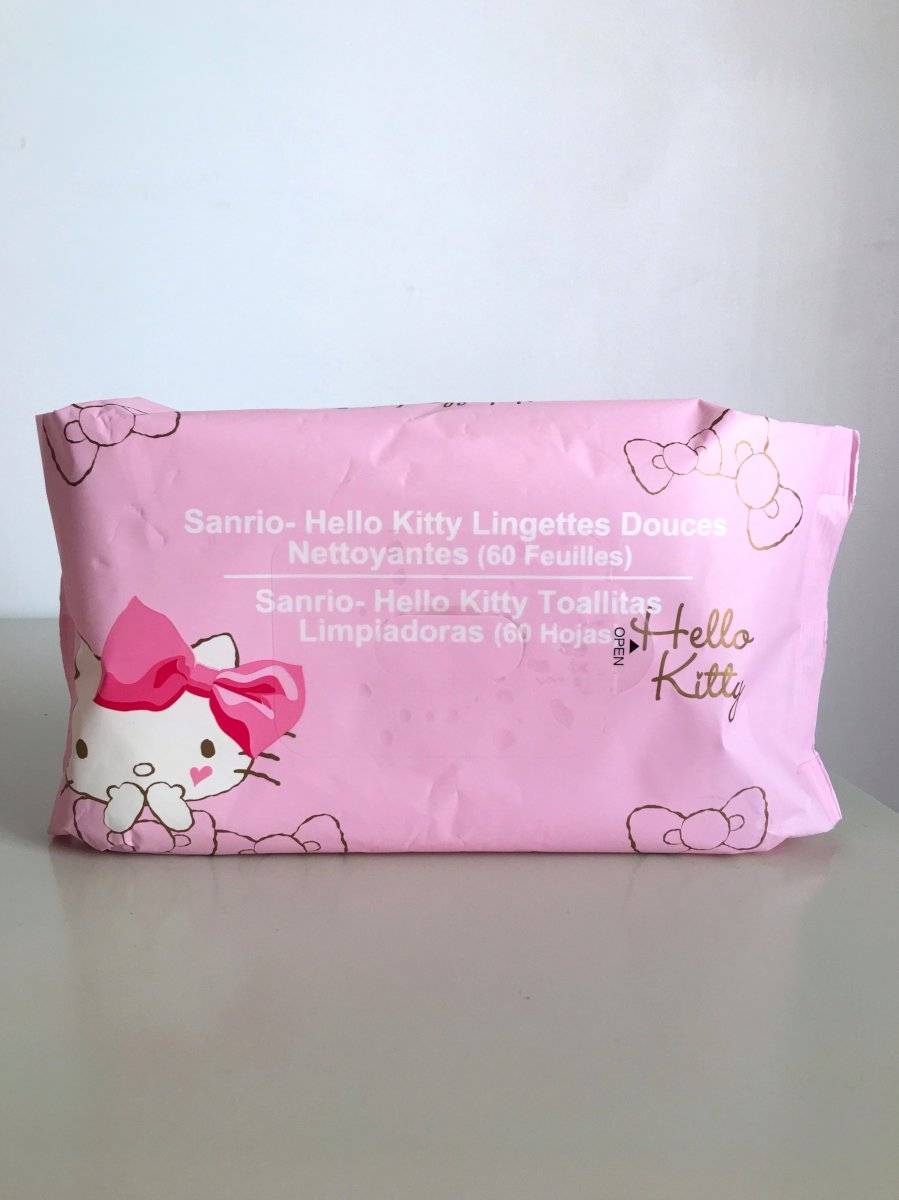 Sanrio- Hello Kitty Lingettes Douces
Nettoyantes (60 Feuilles)
Sanrio- Hello Kitty Toallitas
Limpiadoras (60 Hojas)
OPEN
Hello
Kitty